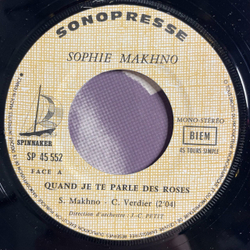 SONOPRESSE
SOPHIE MAKHNO
MONO-STÉRÉO
BIEM
45 TOURS SIMPLE
SPINNAKER
SP 45 552
FACE A
QUAND JE TE PARLE DES ROSES
S. Makhno - C. Verdier (2'04)
Direction d'orchestre : J.-C. PETIT